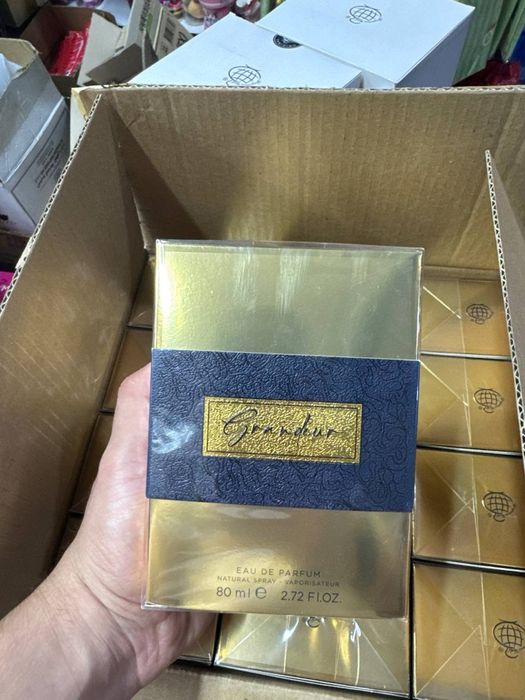 Grandeur
EAU DE PARFUM
NATURAL SPRAY - VAPORISATEUR
80 ml ℮ 2.72 Fl.OZ.